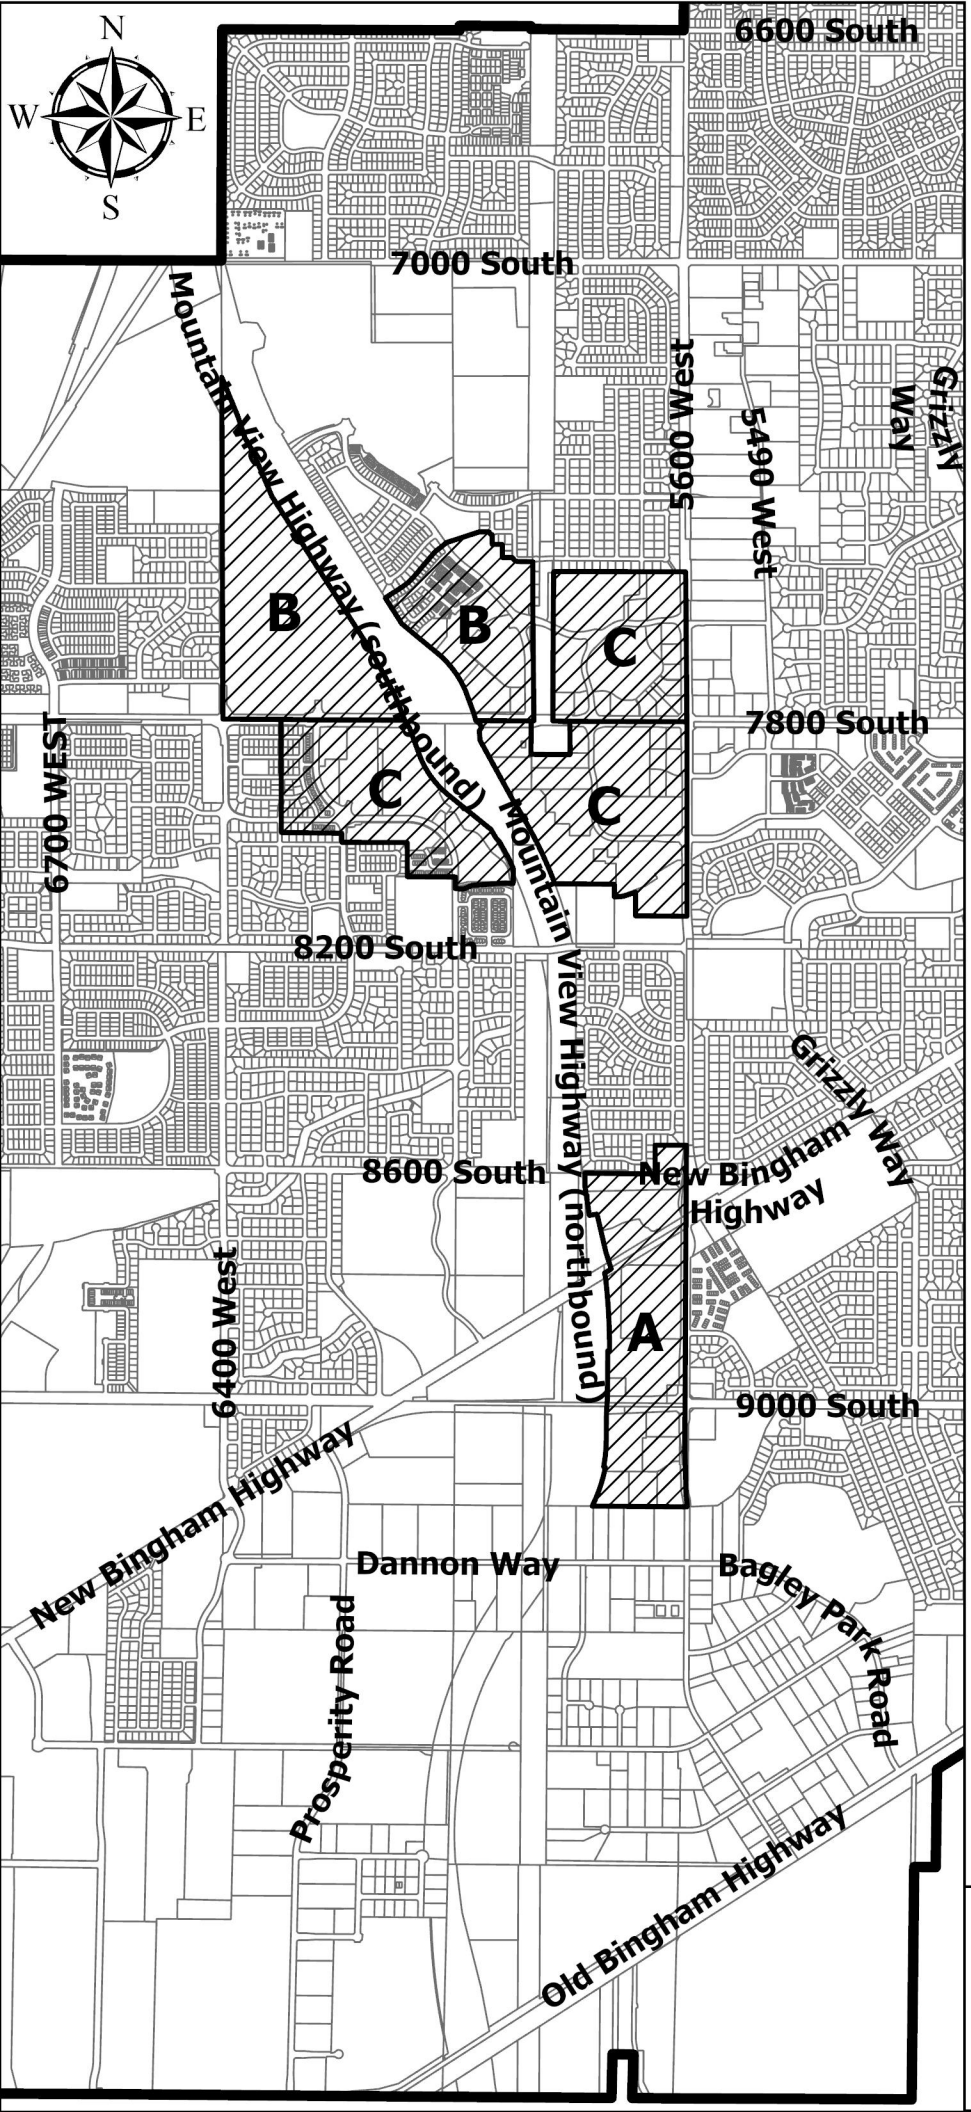 N
W
E
S
6600 South
7000 South
Mountain View Highway (southbound)
5600 West
5490 West
Grizzly
Way
B
B
C
7800 South
6700 WEST
C
C
Mountain View Highway (northbound)
8200 South
Grizzly Way
8600 South
New Bingham
Highway
6400 West
A
9000 South
New Bingham Highway
Dannon Way
Bagley Park Road
Prosperity Road
Old Bingham Highway